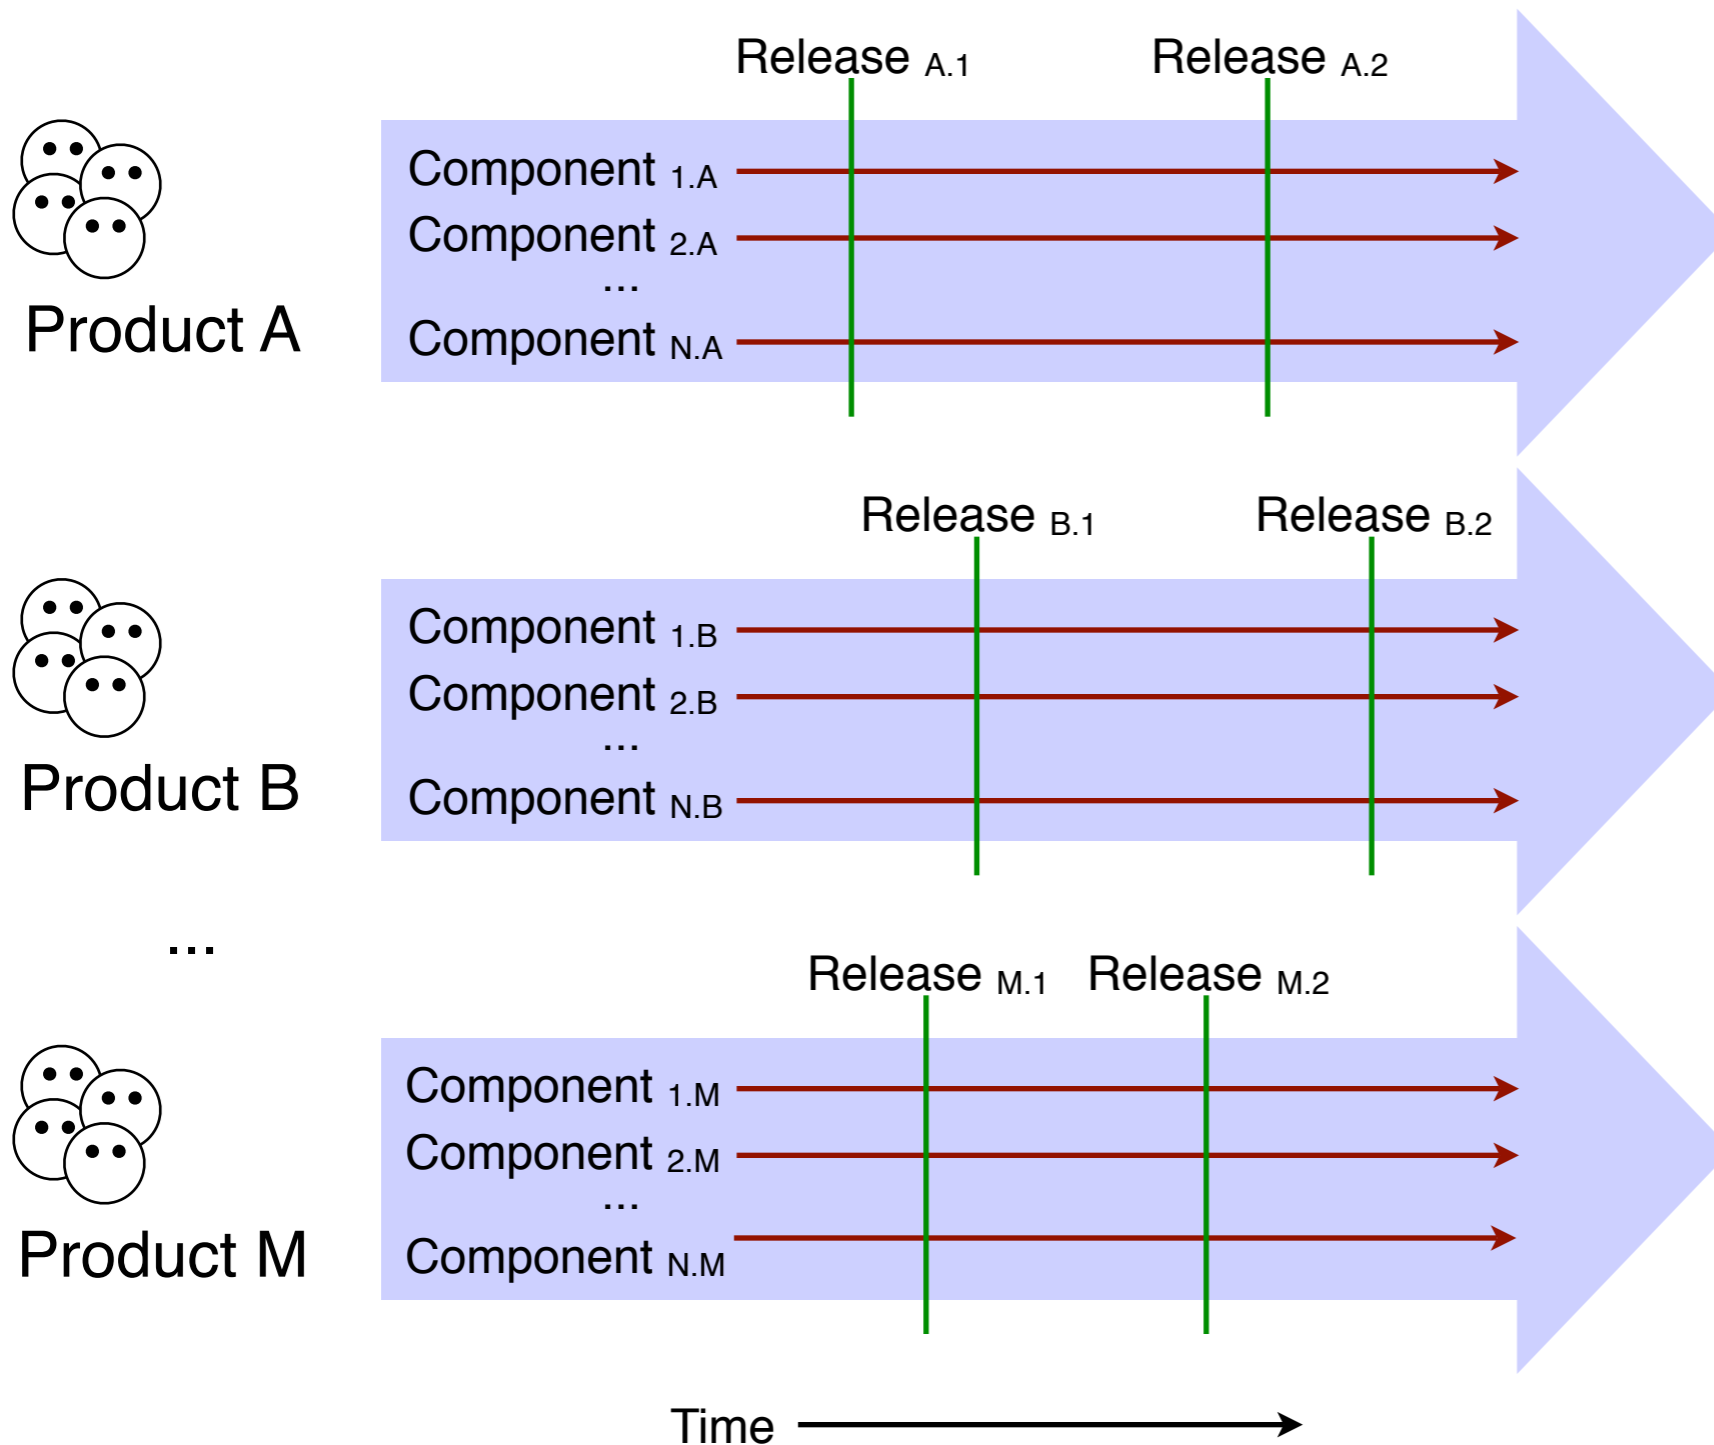 Release A.1 Release A.2
Component 1.A
Component 2.A
...
Component N.A
Product A
Release B.1 Release B.2
Component 1.B
Component 2.B
...
Component N.B
Product B
...
Release M.1 Release M.2
Component 1.M
Component 2.M
...
Component N.M
Product M
Time